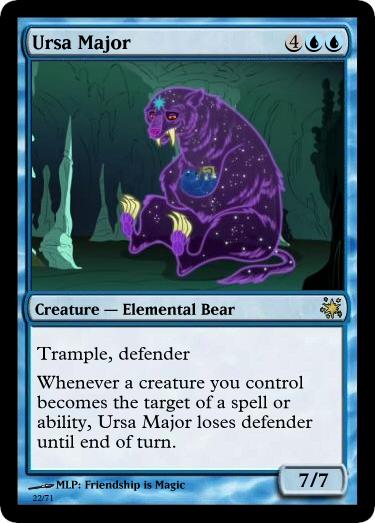 Ursa Major 4
Creature — Elemental Bear
Trample, defender
Whenever a creature you control
becomes the target of a spell or
ability, Ursa Major loses defender
until end of turn.
7/7
MLP: Friendship is Magic
22/71